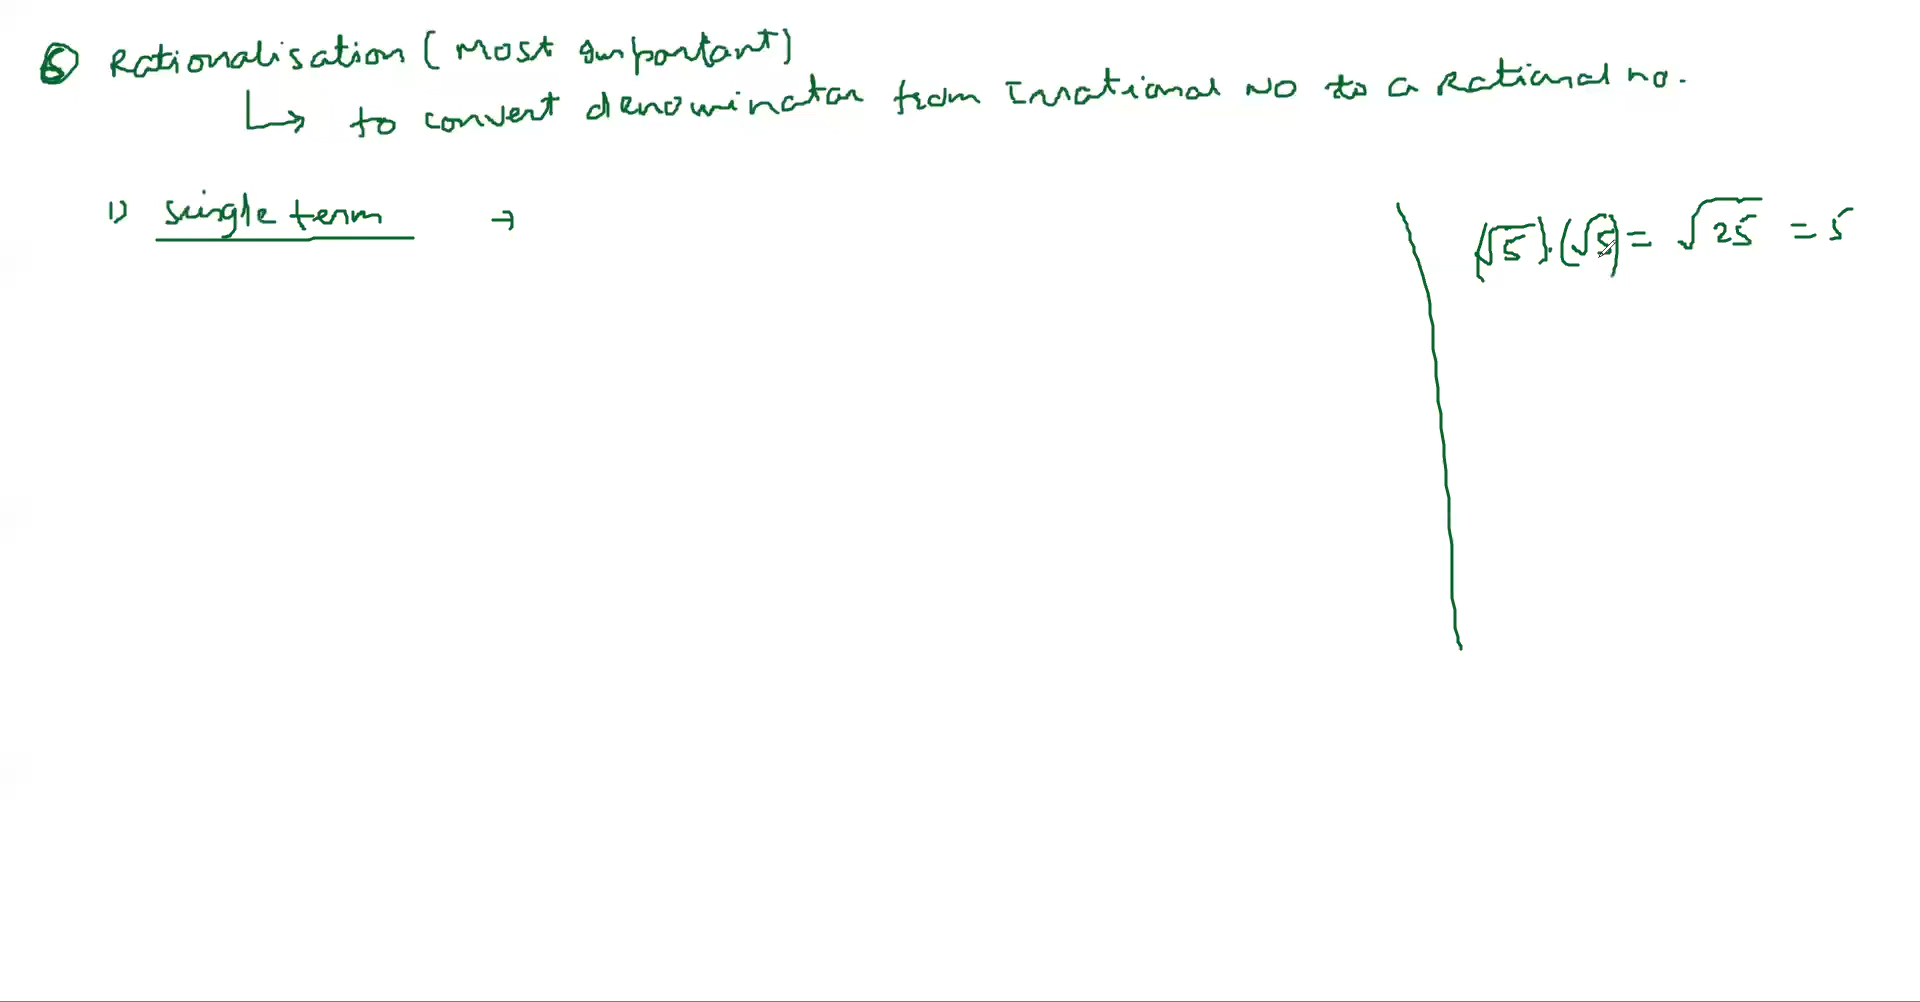 6 Rationalisation (Most Important)
↳ to convert denominator from Irrational NO to a Rational no.
1) single term →
(√5).(√5) = √25 = 5